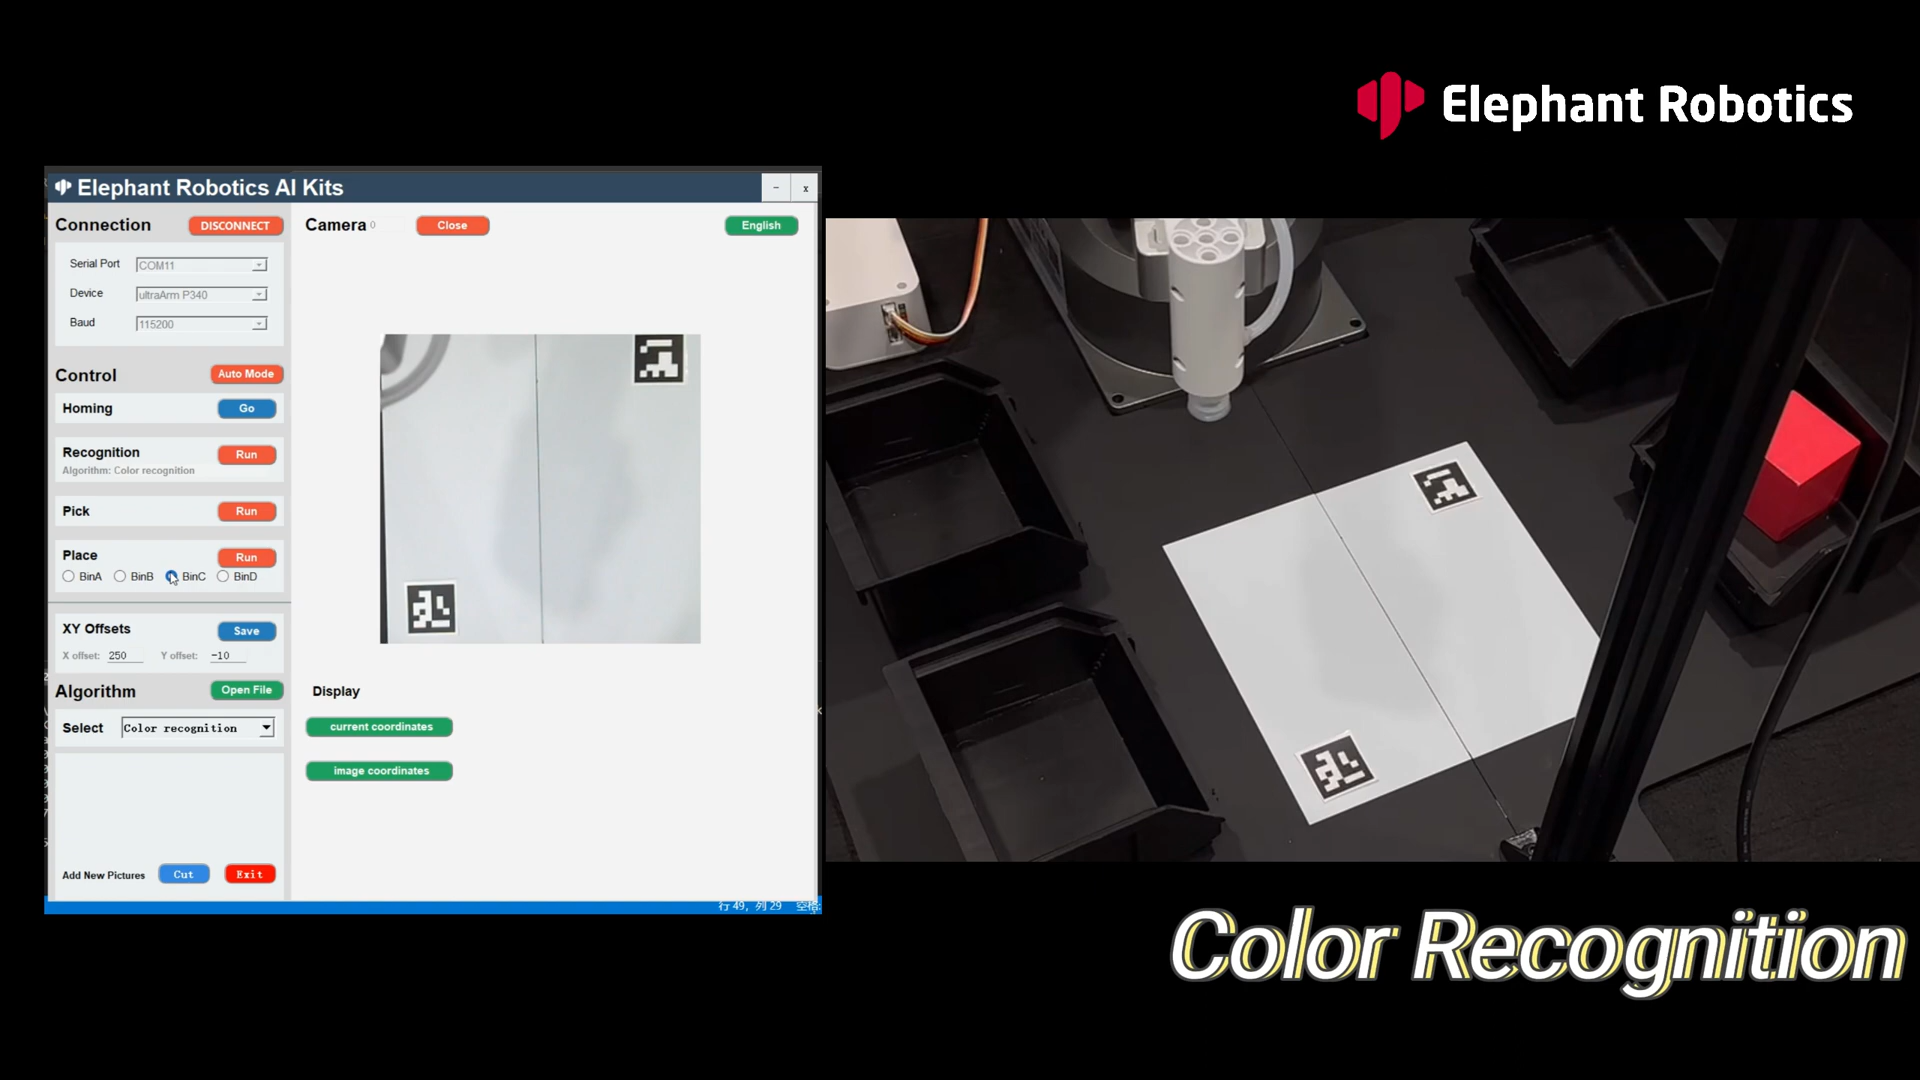 Elephant Robotics
Elephant Robotics AI Kits
Connection DISCONNECT
Serial Port COM11
Device ultraArm P340
Baud 115200
Control Auto Mode
Homing Go
Recognition Run
Algorithm: Color recognition
Pick Run
Place Run
BinA BinB BinC BinD
XY Offsets Save
X offset: 250 Y offset: -10
Algorithm Open File
Select Color recognition
Add New Pictures Cut Exit
Camera 0 Close English
Display
current coordinates
image coordinates
行 49, 列 29 空格:
Color Recognition